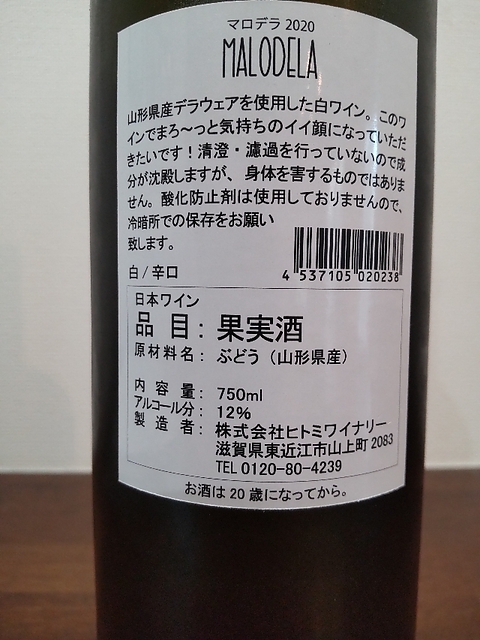 マロデラ 2020
MALODELA
山形県産デラウェアを使用した白ワイン。このワ
インでまろ～っと気持ちのイイ顔になっていただ
きたいです！清澄・濾過を行っていないので成
分が沈殿しますが、身体を害するものではありま
せん。酸化防止剤は使用しておりませんので、
冷暗所での保存をお願い
致します。
白/辛口
4 537105 020238
日本ワイン
品 目：果実酒
原材料名：ぶどう（山形県産）
内 容 量：750ml
アルコール分：12%
製 造 者：株式会社ヒトミワイナリー
滋賀県東近江市山上町 2083
TEL 0120-80-4239
お酒は20歳になってから。